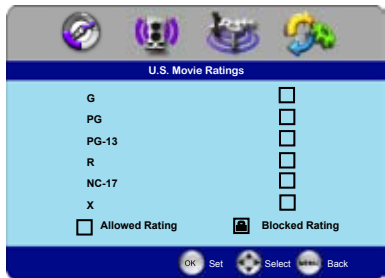 U.S. Movie Ratings
G
PG
PG-13
R
NC-17
X
Allowed Rating Blocked Rating
OK Set Select MENU Back